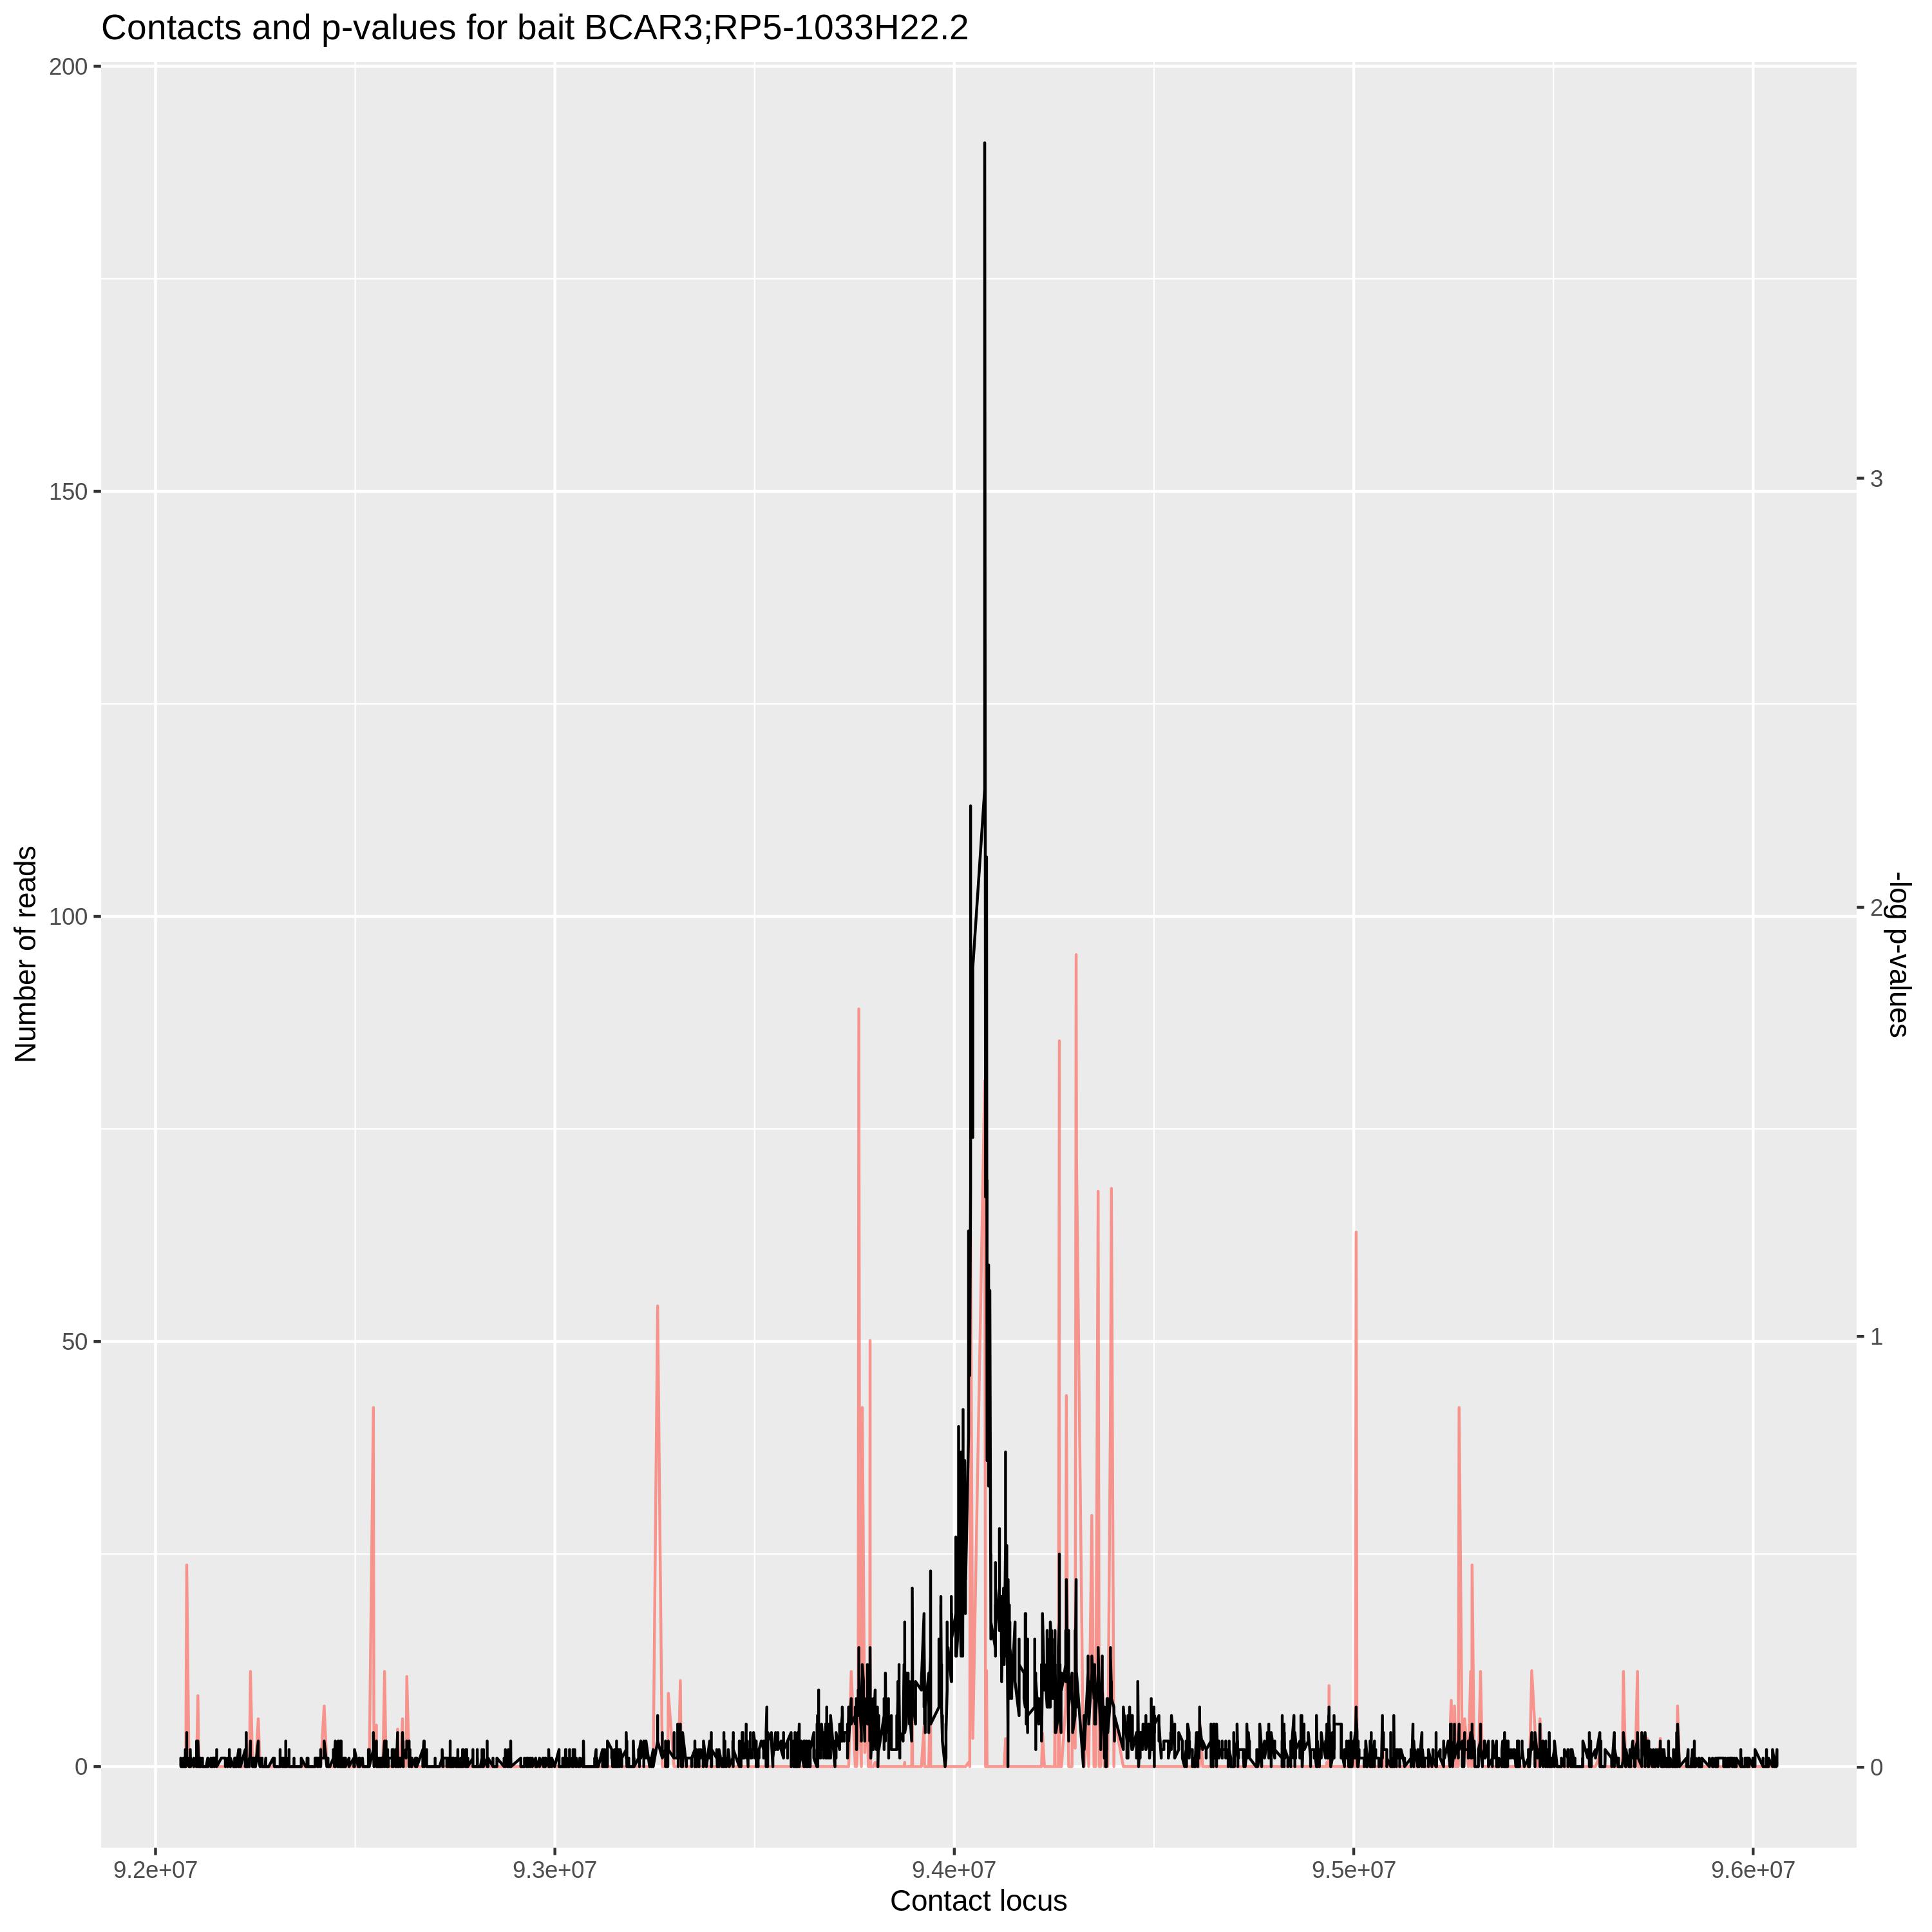 Contacts and p-values for bait BCAR3;RP5-1033H22.2
200
150
100
50
0
Number of reads
3
2
1
0
-log p-values
9.2e+07
9.3e+07
9.4e+07
9.5e+07
9.6e+07
Contact locus